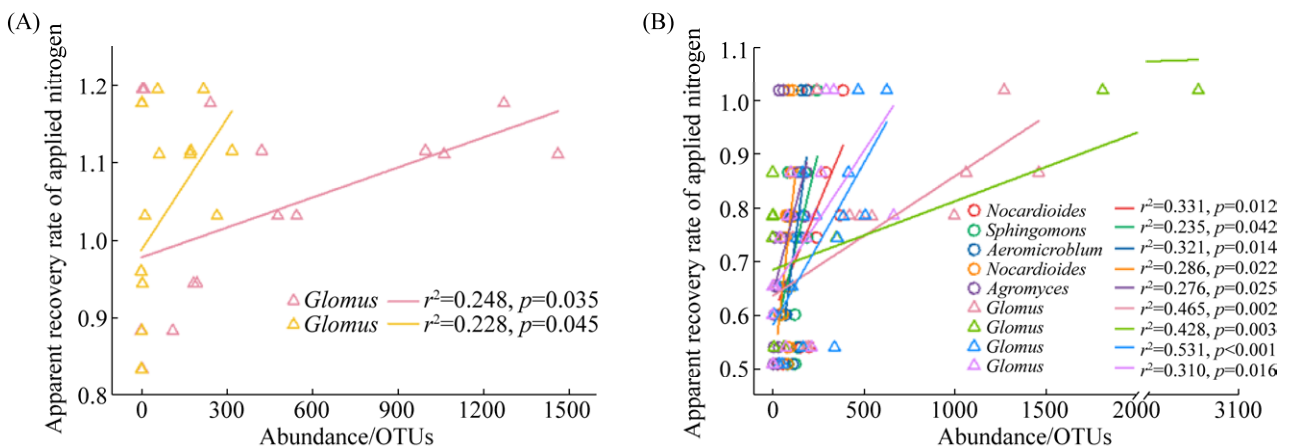 (A)
Apparent recovery rate of applied nitrogen
1.2
1.1
1.0
0.9
0.8
0
300
600
900
1200
1500
Abundance/OTUs
Glomus r²=0.248, p=0.035
Glomus r²=0.228, p=0.045
(B)
Apparent recovery rate of applied nitrogen
1.1
1.0
0.9
0.8
0.7
0.6
0.5
0
500
1000
1500
2000
3100
Abundance/OTUs
Nocardioides r²=0.331, p=0.012
Sphingomons r²=0.235, p=0.042
Aeromicroblum r²=0.321, p=0.014
Nocardioides r²=0.286, p=0.022
Agromyces r²=0.276, p=0.025
Glomus r²=0.465, p=0.002
Glomus r²=0.428, p=0.003
Glomus r²=0.531, p<0.001
Glomus r²=0.310, p=0.016